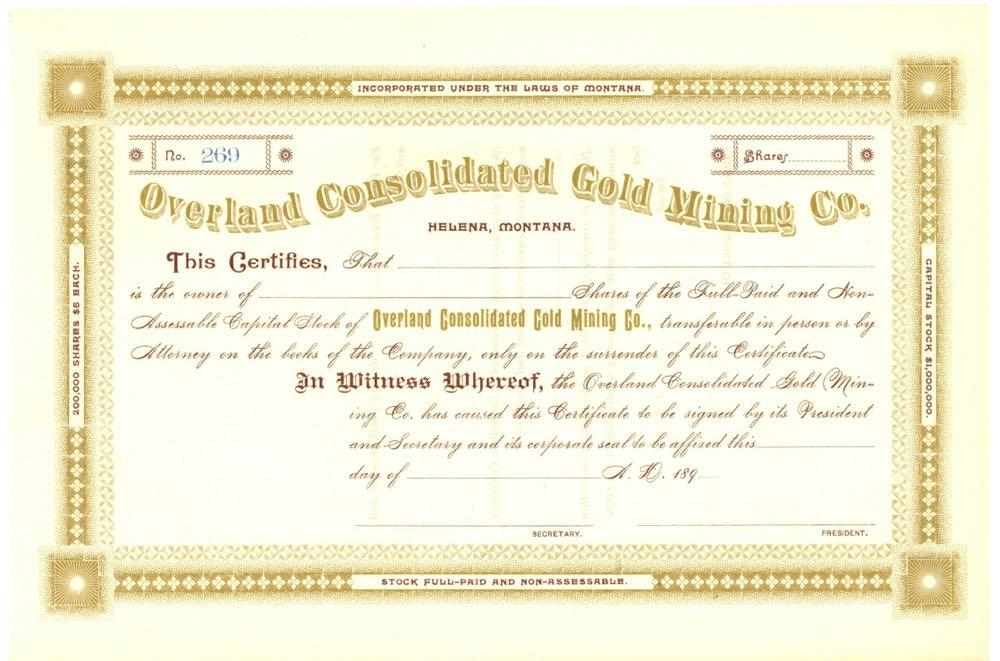 INCORPORATED UNDER THE LAWS OF MONTANA.
No. 269
Shares
Overland Consolidated Gold Mining Co.
HELENA, MONTANA.
This Certifies, That
is the owner of Shares of the Full-Paid and Non-
Assessable Capital Stock of Overland Consolidated Gold Mining Co., transferable in person or by
Attorney on the books of the Company, only on the surrender of this Certificate
In Witness Whereof, the Overland Consolidated Gold Min-
ing Co. has caused this Certificate to be signed by its President
and Secretary and its corporate seal to be affixed this
day of A. D. 189
SECRETARY. PRESIDENT.
STOCK FULL-PAID AND NON-ASSESSABLE.
200,000 SHARES $5 EACH.
CAPITAL STOCK $1,000,000.